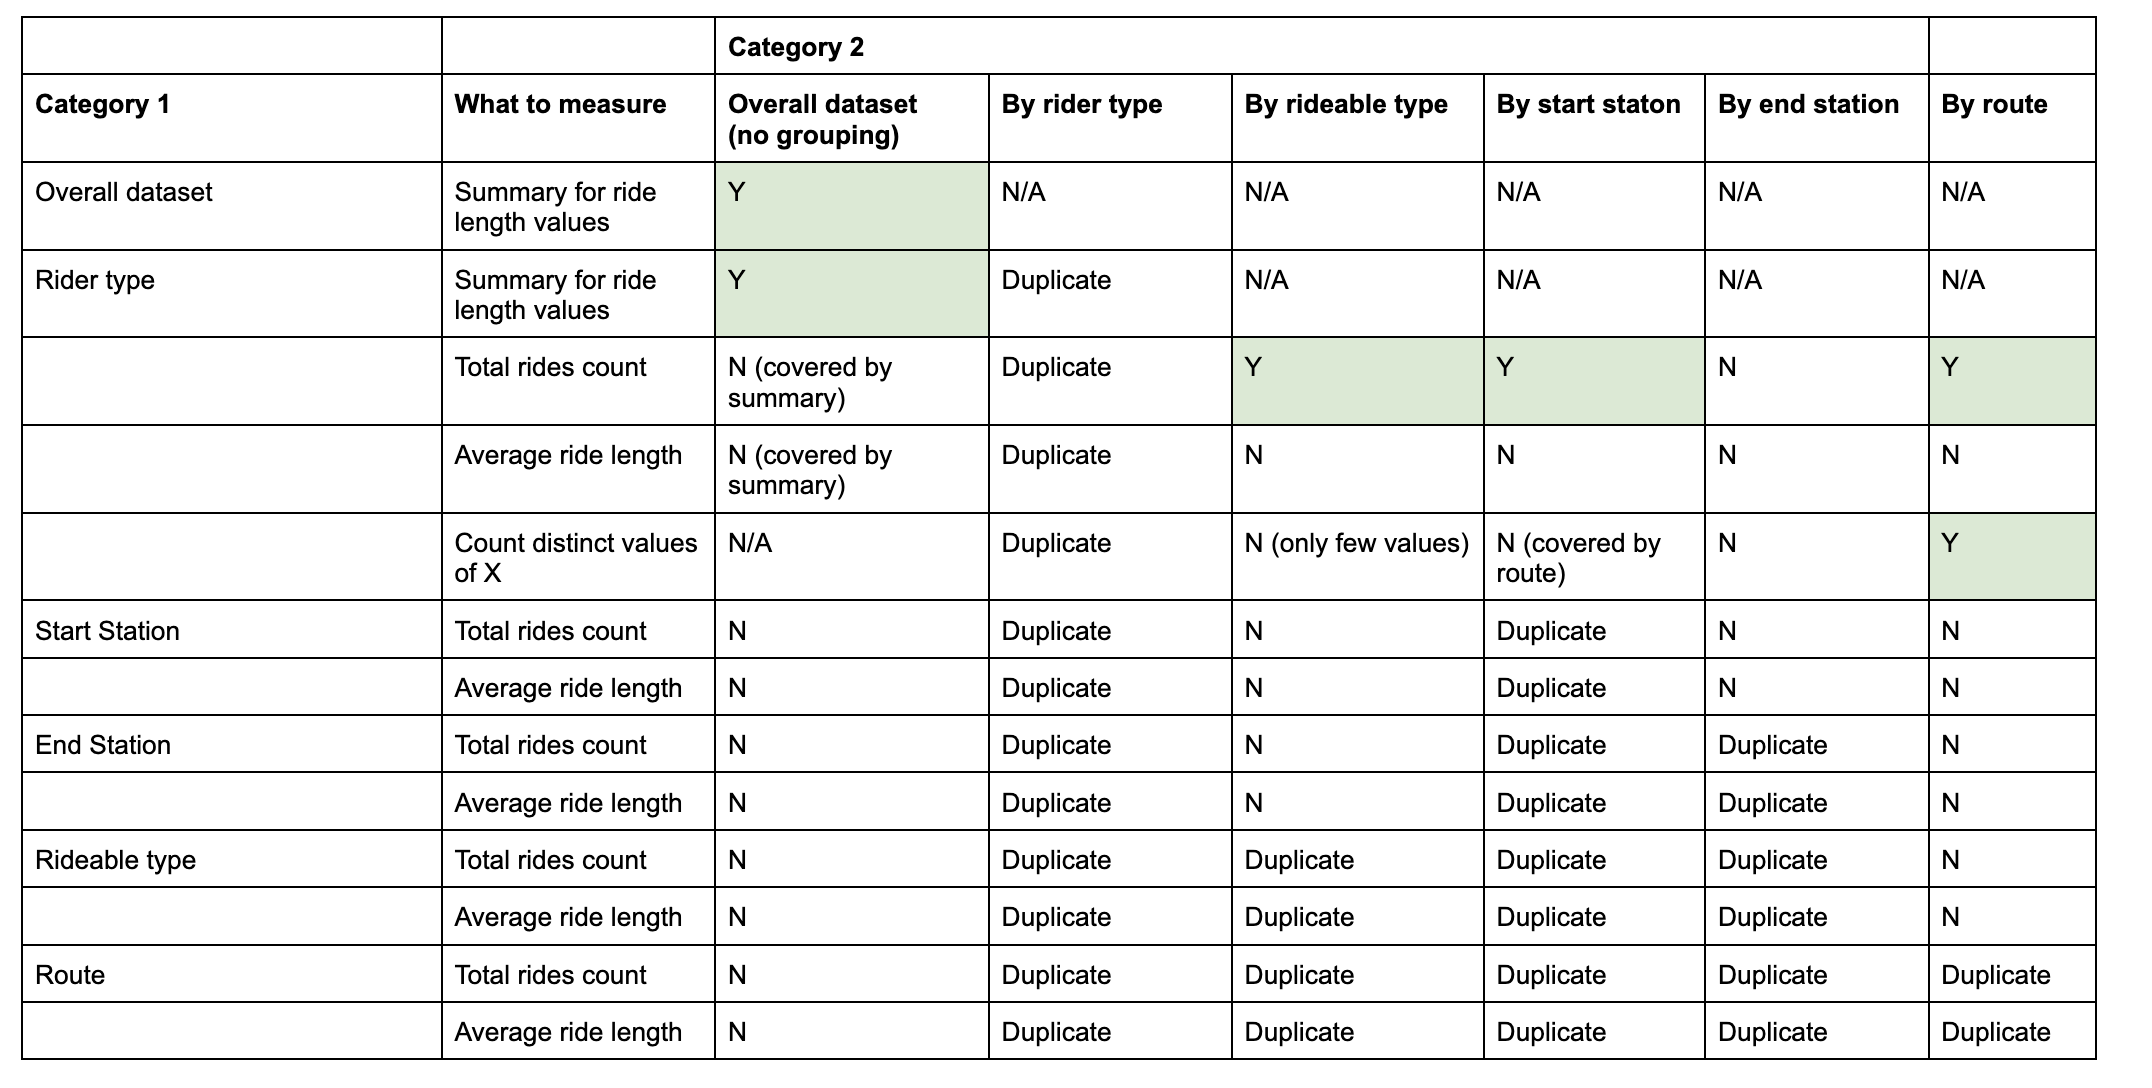 Category 2
Category 1 What to measure Overall dataset (no grouping) By rider type By rideable type By start staton By end station By route
Overall dataset Summary for ride length values Y N/A N/A N/A N/A N/A
Rider type Summary for ride length values Y Duplicate N/A N/A N/A N/A
Total rides count N (covered by summary) Duplicate Y Y N Y
Average ride length N (covered by summary) Duplicate N N N N
Count distinct values of X N/A Duplicate N (only few values) N (covered by route) N Y
Start Station Total rides count N Duplicate N Duplicate N N
Average ride length N Duplicate N Duplicate N N
End Station Total rides count N Duplicate N Duplicate Duplicate N
Average ride length N Duplicate N Duplicate Duplicate N
Rideable type Total rides count N Duplicate Duplicate Duplicate Duplicate N
Average ride length N Duplicate Duplicate Duplicate Duplicate N
Route Total rides count N Duplicate Duplicate Duplicate Duplicate Duplicate
Average ride length N Duplicate Duplicate Duplicate Duplicate Duplicate